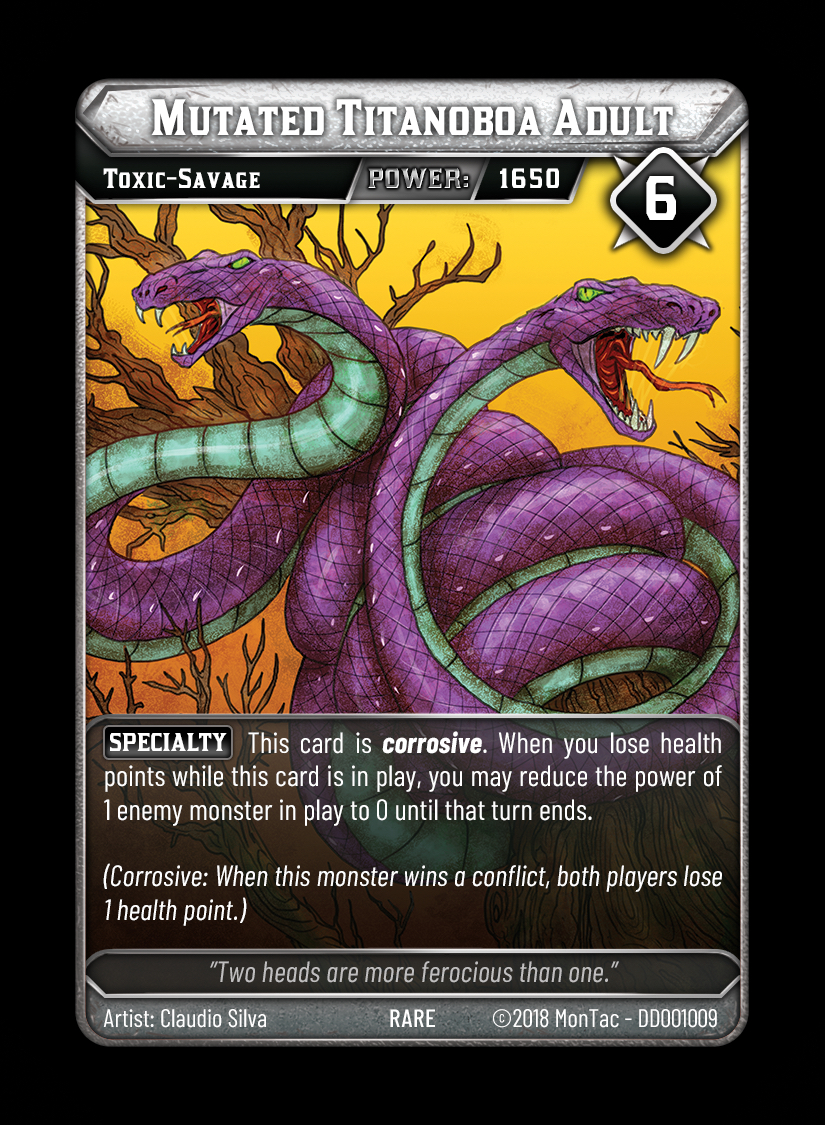 Mutated Titanoboa Adult
Toxic-Savage POWER: 1650
6
SPECIALTY This card is corrosive. When you lose health
points while this card is in play, you may reduce the power of
1 enemy monster in play to 0 until that turn ends.
(Corrosive: When this monster wins a conflict, both players lose
1 health point.)
"Two heads are more ferocious than one."
Artist: Claudio Silva RARE ©2018 MonTac - DD001009